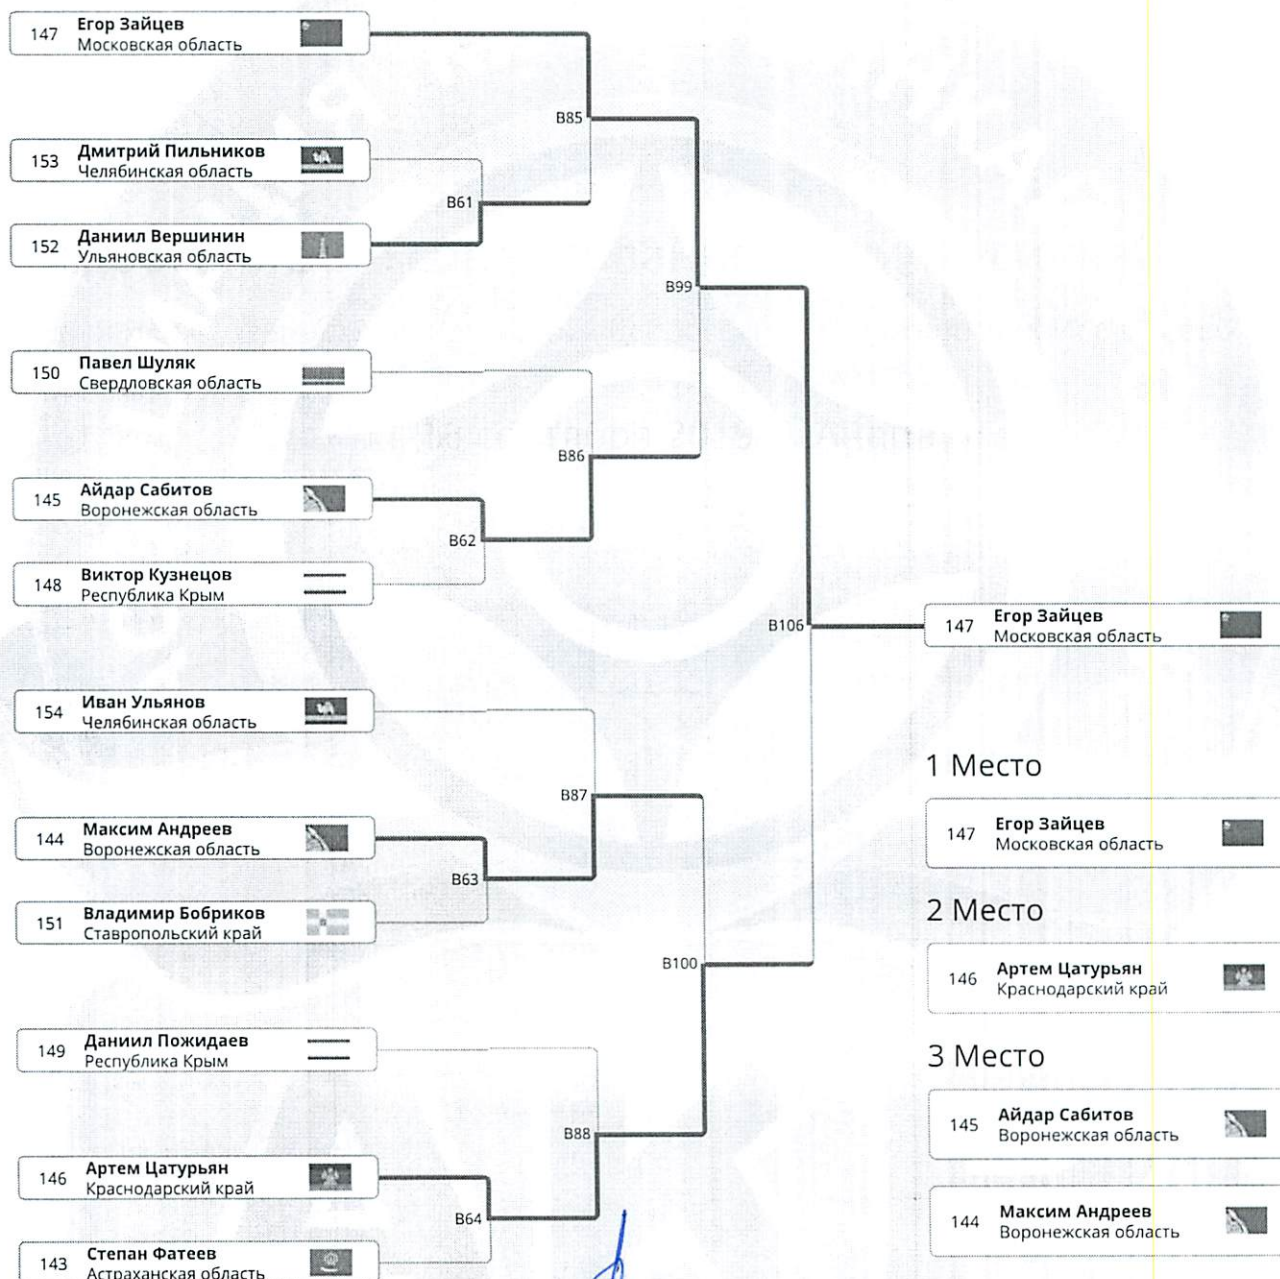 147 Егор Зайцев
Московская область
B85
153 Дмитрий Пильников
Челябинская область
B61
152 Даниил Вершинин
Ульяновская область
B99
150 Павел Шуляк
Свердловская область
B86
145 Айдар Сабитов
Воронежская область
B62
148 Виктор Кузнецов
Республика Крым
B106
147 Егор Зайцев
Московская область
154 Иван Ульянов
Челябинская область
B87
144 Максим Андреев
Воронежская область
B63
151 Владимир Бобриков
Ставропольский край
B100
149 Даниил Пожидаев
Республика Крым
B88
146 Артем Цатурьян
Краснодарский край
B64
143 Степан Фатеев
Астраханская область
1 Место
147 Егор Зайцев
Московская область
2 Место
146 Артем Цатурьян
Краснодарский край
3 Место
145 Айдар Сабитов
Воронежская область
144 Максим Андреев
Воронежская область